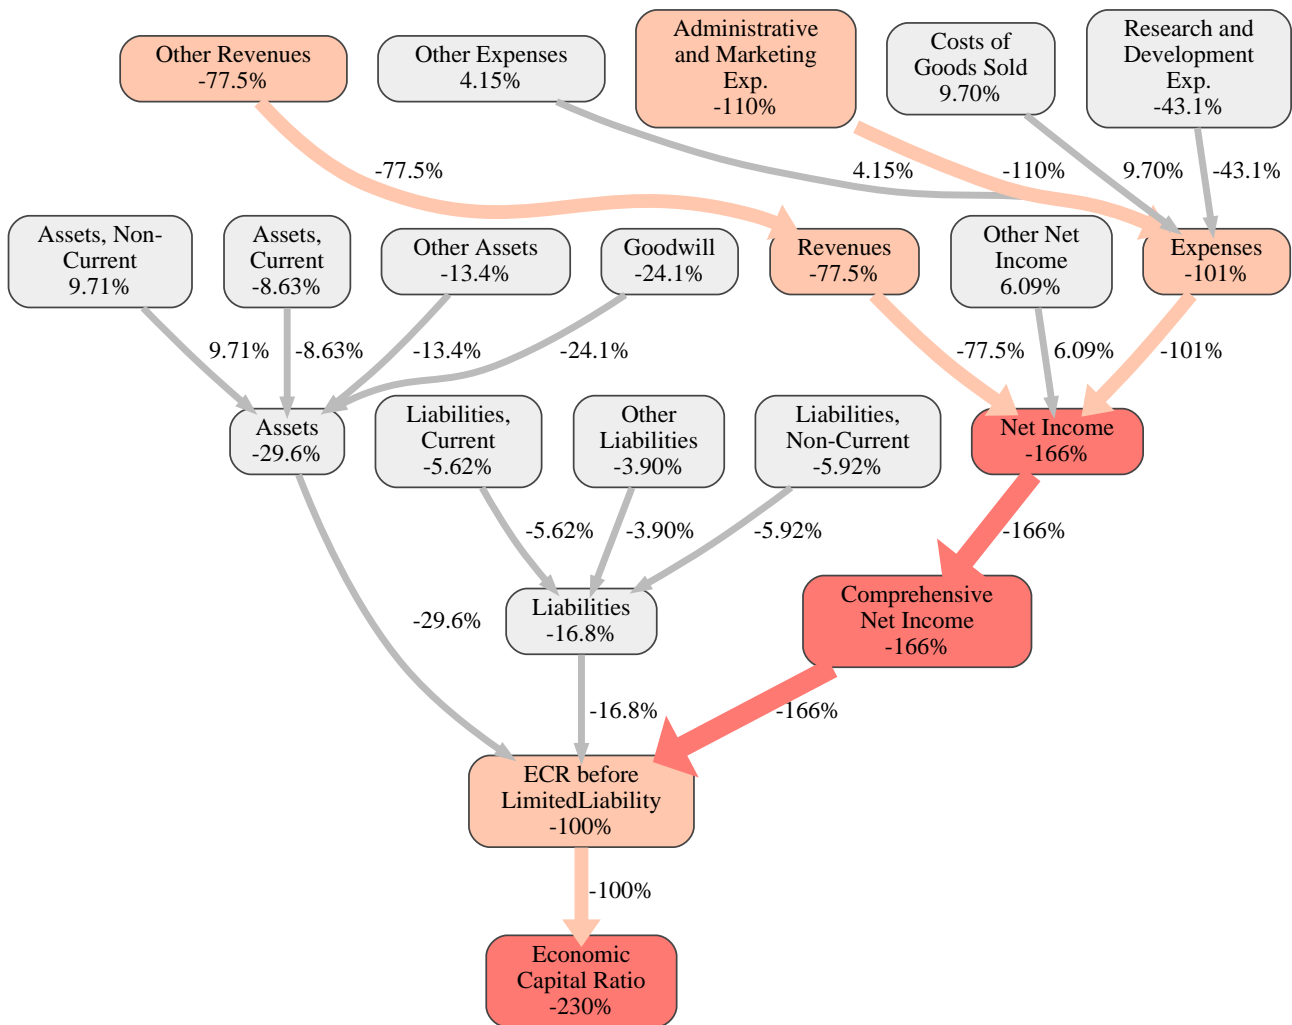 Other Revenues
-77.5%
Other Expenses
4.15%
Administrative
and Marketing
Exp.
-110%
Costs of
Goods Sold
9.70%
Research and
Development
Exp.
-43.1%
-77.5%
4.15%
-110%
9.70%
-43.1%
Assets, Non-
Current
9.71%
Assets,
Current
-8.63%
Other Assets
-13.4%
Goodwill
-24.1%
Revenues
-77.5%
Other Net
Income
6.09%
Expenses
-101%
9.71%
-8.63%
-13.4%
-24.1%
-77.5%
6.09%
-101%
Assets
-29.6%
Liabilities,
Current
-5.62%
Other
Liabilities
-3.90%
Liabilities,
Non-Current
-5.92%
Net Income
-166%
-5.62%
-3.90%
-5.92%
-166%
-29.6%
Liabilities
-16.8%
Comprehensive
Net Income
-166%
-16.8%
-166%
ECR before
LimitedLiability
-100%
-100%
Economic
Capital Ratio
-230%